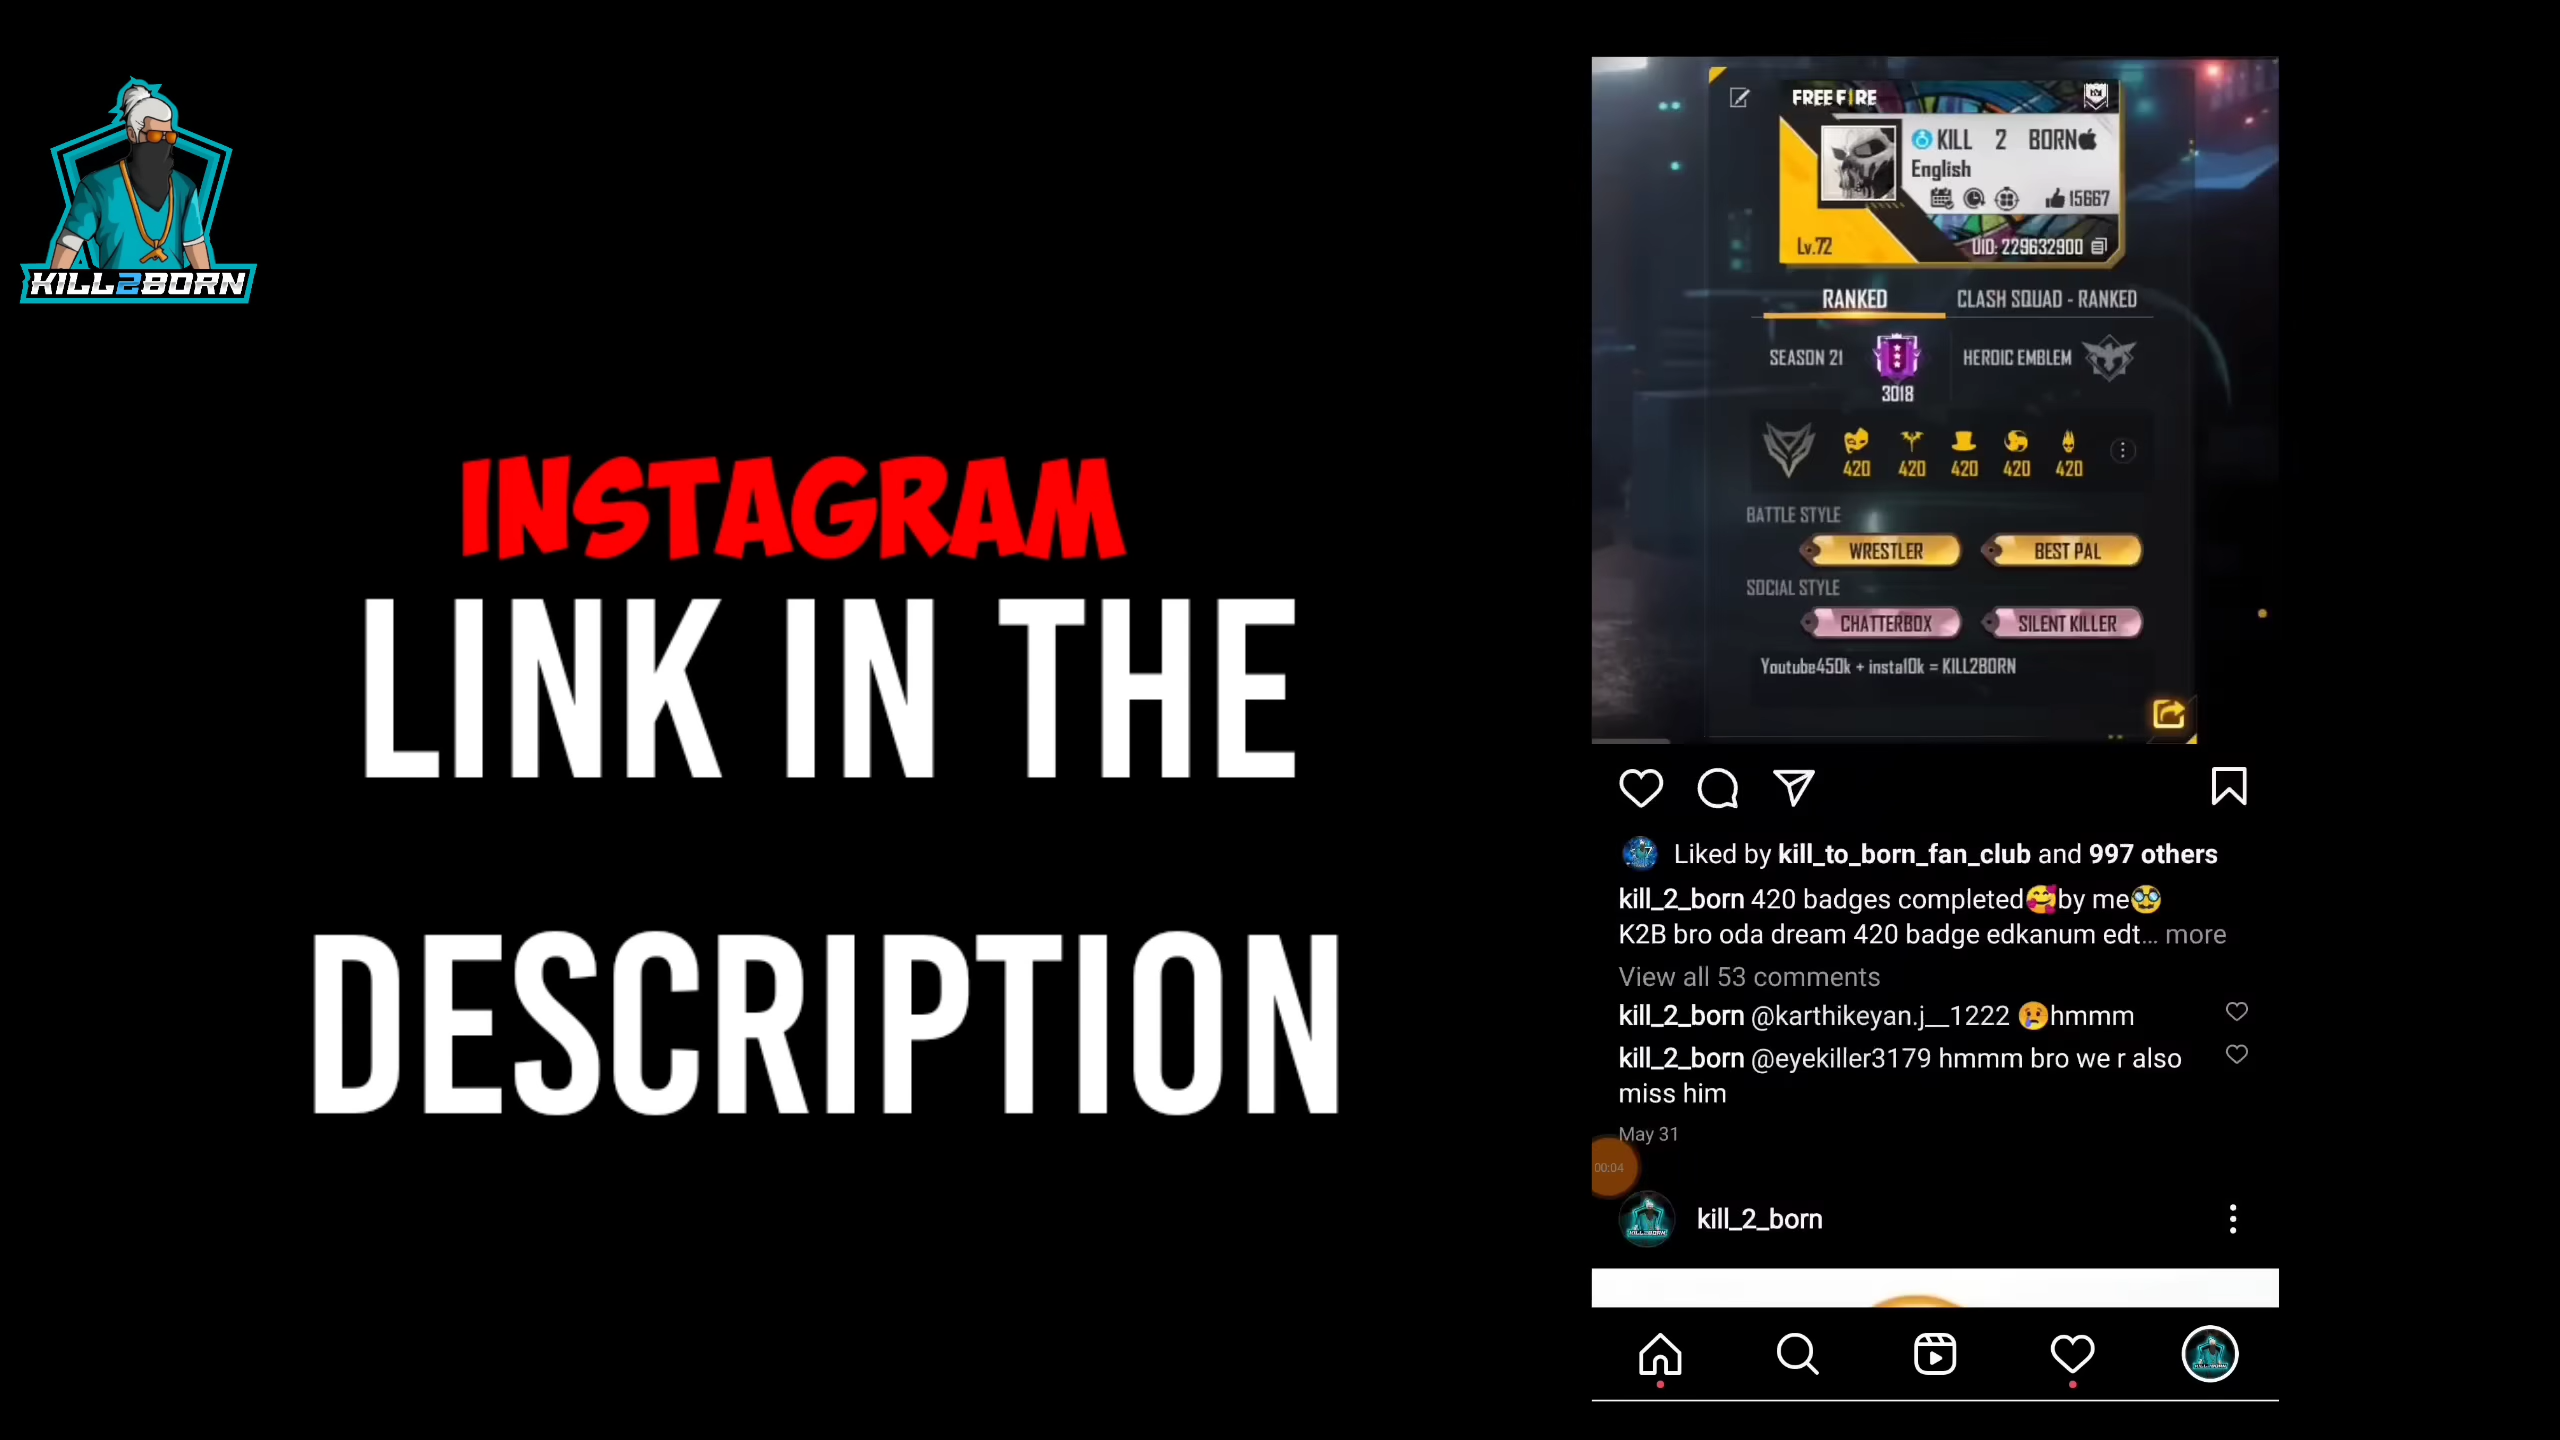 KILL2BORN
INSTAGRAM
LINK IN THE
DESCRIPTION
FREE FIRE
KILL 2 BORN
English
15667
Lv.72
UID: 229632900
RANKED
CLASH SQUAD - RANKED
SEASON 21
3018
HEROIC EMBLEM
420 420 420 420 420
BATTLE STYLE
WRESTLER
BEST PAL
SOCIAL STYLE
CHATTERBOX
SILENT KILLER
Youtube450k + insta10k = KILL2BORN
Liked by kill_to_born_fan_club and 997 others
kill_2_born 420 badges completed🥰by me🥸
K2B bro oda dream 420 badge edkanum edt... more
View all 53 comments
kill_2_born @karthikeyan.j__1222 😢hmmm
kill_2_born @eyekiller3179 hmmm bro we r also
miss him
May 31
00:04
kill_2_born